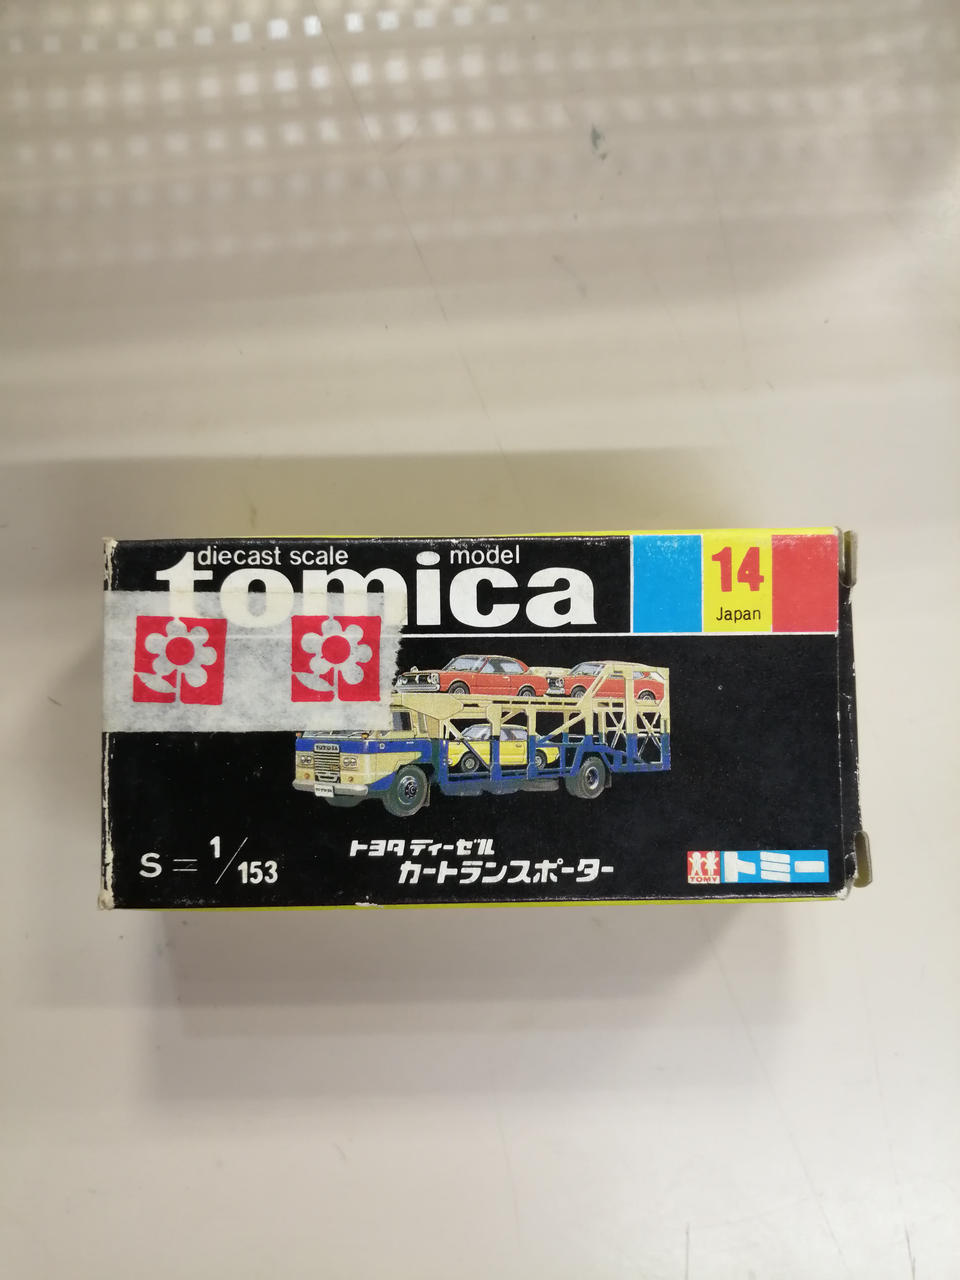 diecast scale model
tomica
14
Japan
TOYOTA
S = 1/153
トヨタ ディーゼル
カートランスポーター
TOMY
トミー